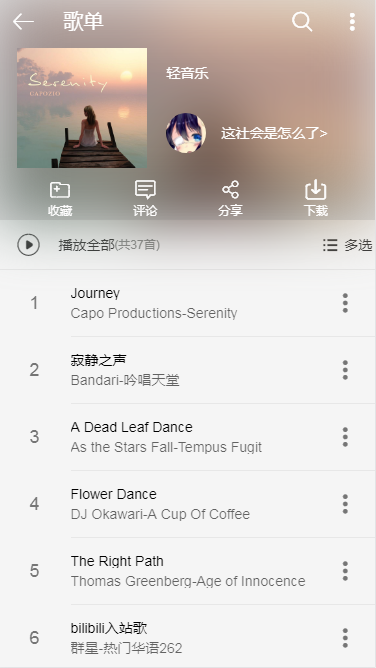 歌单
Serenity
CAPOZIO
轻音乐
这社会是怎么了>
收藏
评论
分享
下载
播放全部(共37首)
多选
1
Journey
Capo Productions-Serenity
2
寂静之声
Bandari-吟唱天堂
3
A Dead Leaf Dance
As the Stars Fall-Tempus Fugit
4
Flower Dance
DJ Okawari-A Cup Of Coffee
5
The Right Path
Thomas Greenberg-Age of Innocence
6
bilibili入站歌
群星-热门华语262